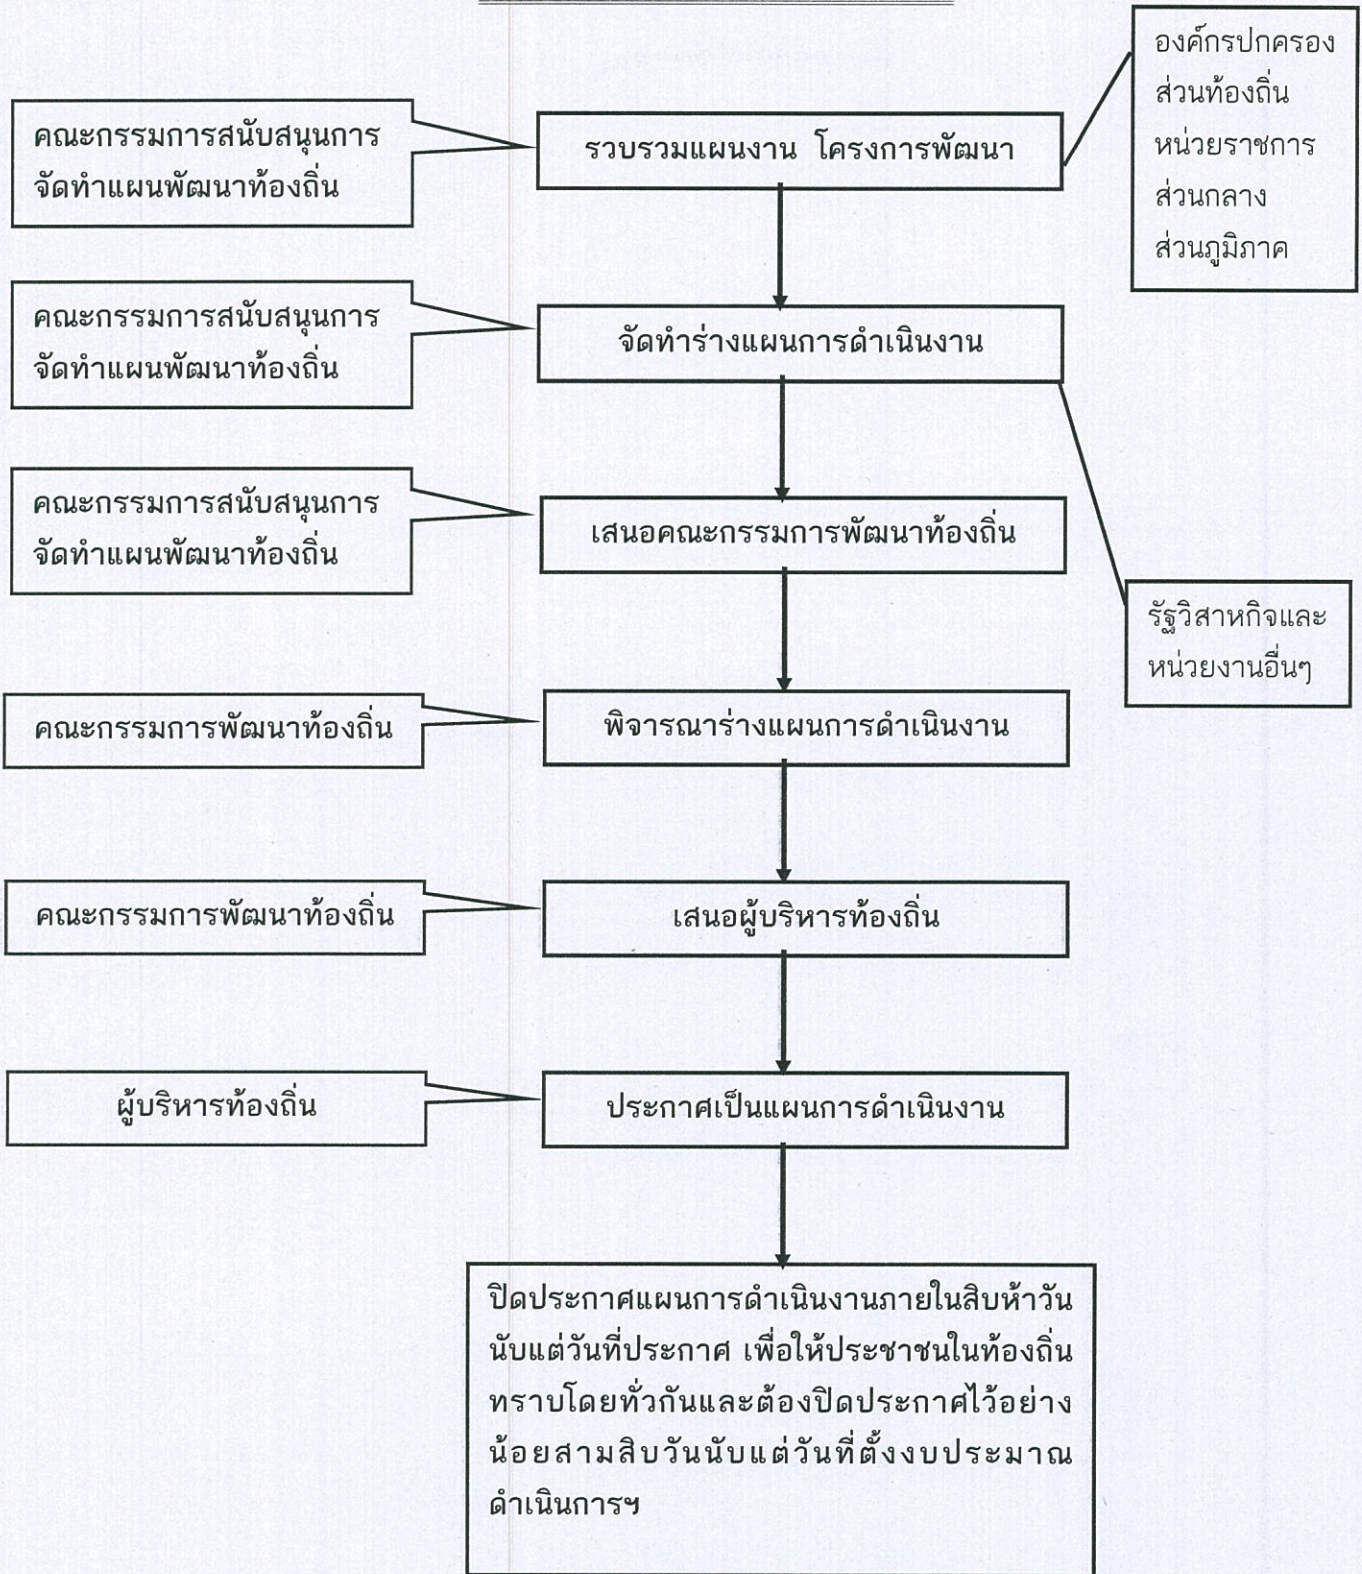 องค์กรปกครอง
ส่วนท้องถิ่น
หน่วยราชการ
ส่วนกลาง
ส่วนภูมิภาค
คณะกรรมการสนับสนุนการ
จัดทำแผนพัฒนาท้องถิ่น
รวบรวมแผนงาน โครงการพัฒนา
คณะกรรมการสนับสนุนการ
จัดทำแผนพัฒนาท้องถิ่น
จัดทำร่างแผนการดำเนินงาน
คณะกรรมการสนับสนุนการ
จัดทำแผนพัฒนาท้องถิ่น
เสนอคณะกรรมการพัฒนาท้องถิ่น
รัฐวิสาหกิจและ
หน่วยงานอื่นๆ
คณะกรรมการพัฒนาท้องถิ่น
พิจารณาร่างแผนการดำเนินงาน
คณะกรรมการพัฒนาท้องถิ่น
เสนอผู้บริหารท้องถิ่น
ผู้บริหารท้องถิ่น
ประกาศเป็นแผนการดำเนินงาน
ปิดประกาศแผนการดำเนินงานภายในสิบห้าวัน
นับแต่วันที่ประกาศ เพื่อให้ประชาชนในท้องถิ่น
ทราบโดยทั่วกันและต้องปิดประกาศไว้อย่าง
น้อยสามสิบวันนับแต่วันที่ตั้งงบประมาณ
ดำเนินการฯ